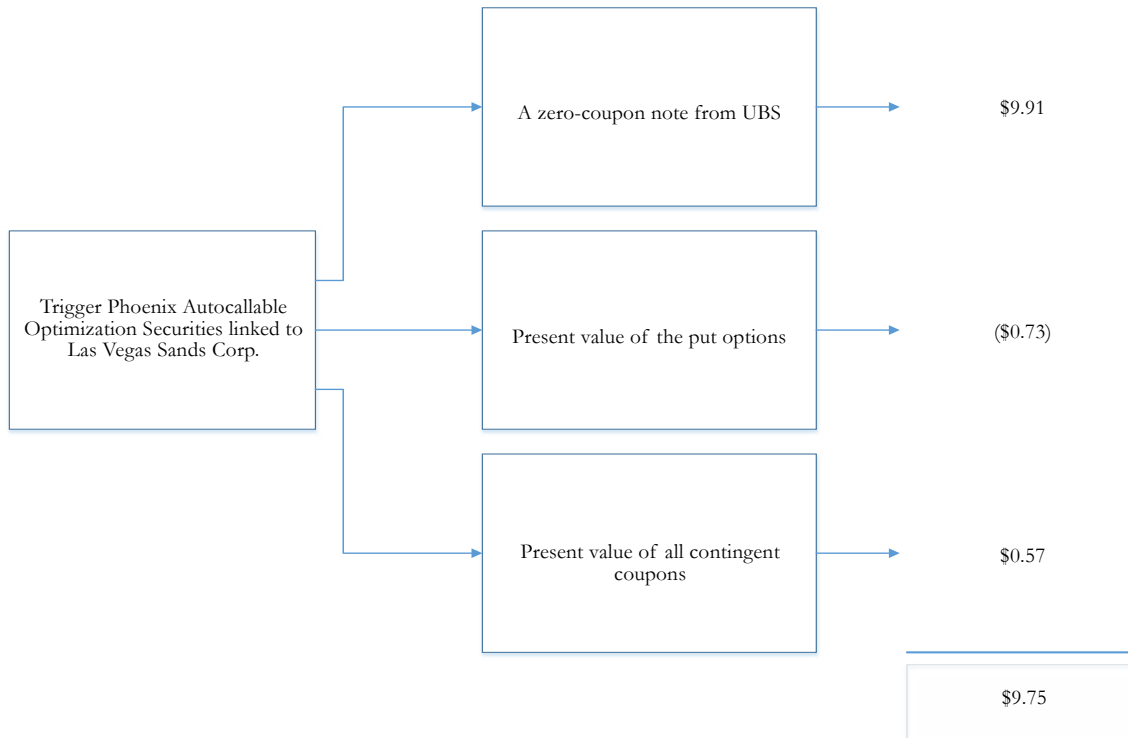 A zero-coupon note from UBS
$9.91
Trigger Phoenix Autocallable
Optimization Securities linked to
Las Vegas Sands Corp.
Present value of the put options
($0.73)
Present value of all contingent
coupons
$0.57
$9.75